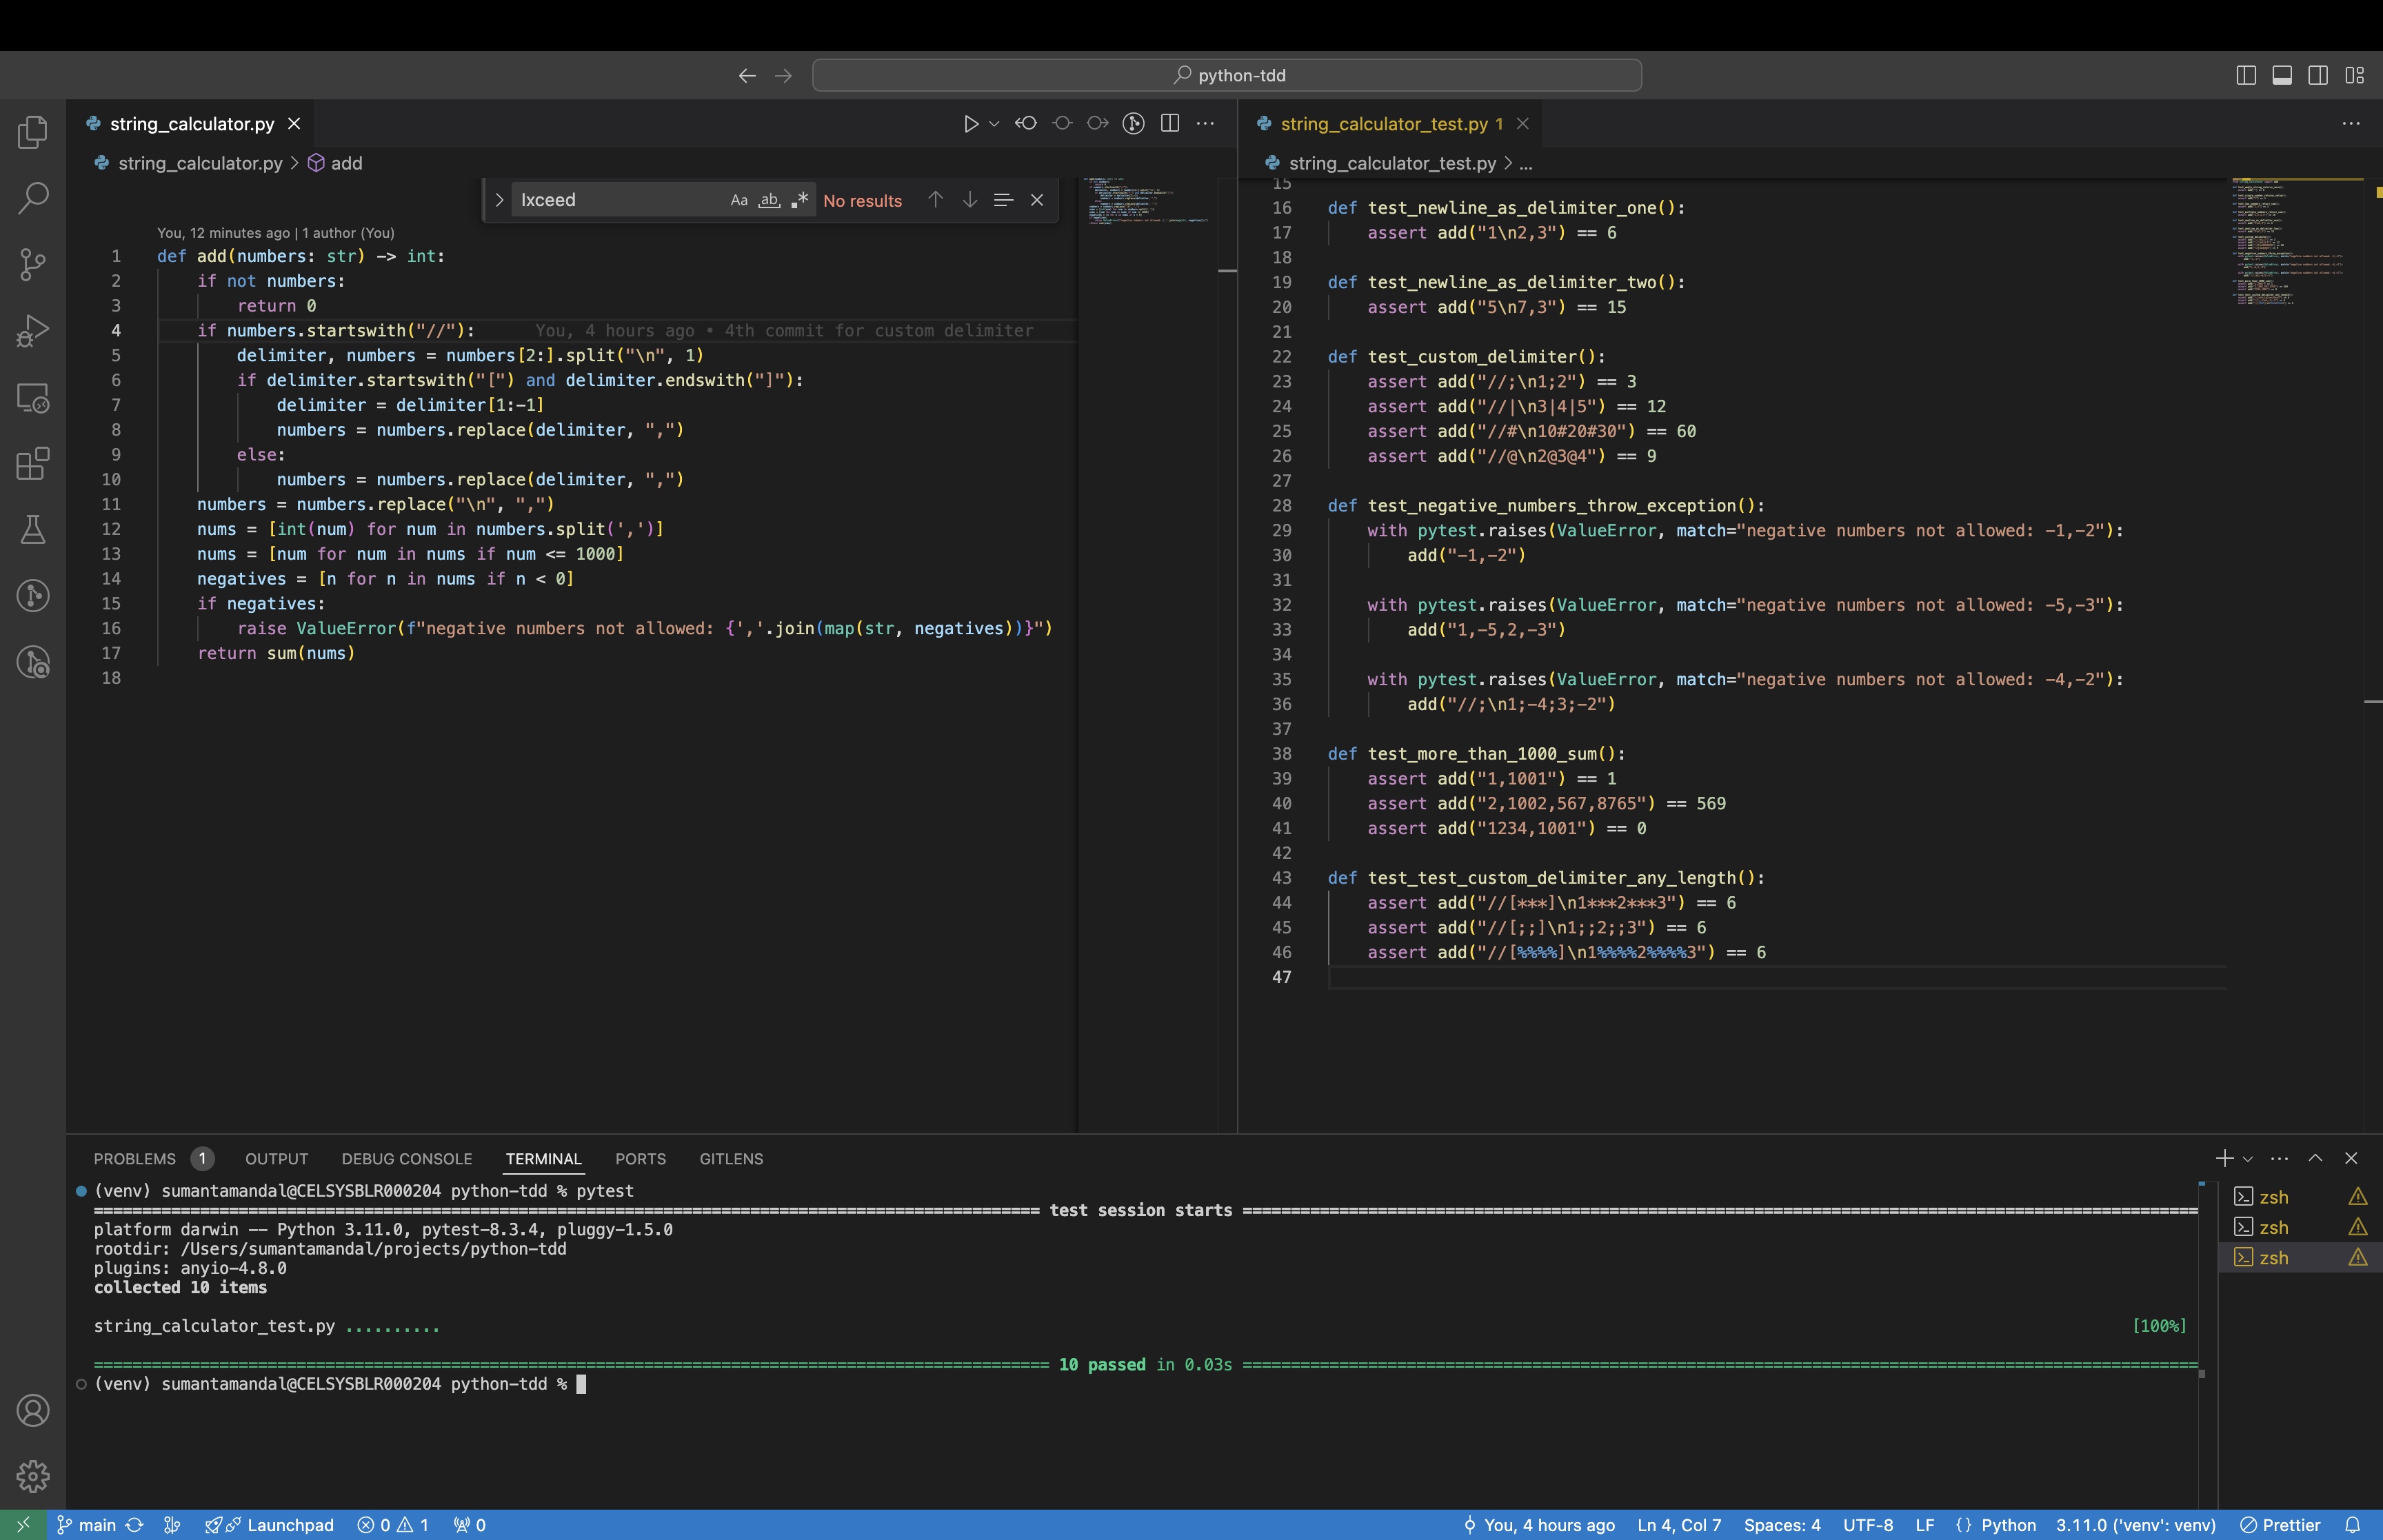 python-tdd
string_calculator.py
string_calculator.py > add
lxceed
Aa ab .* No results
You, 12 minutes ago | 1 author (You)
1 def add(numbers: str) -> int:
2 if not numbers:
3 return 0
4 if numbers.startswith("//"): You, 4 hours ago • 4th commit for custom delimiter
5 delimiter, numbers = numbers[2:].split("\n", 1)
6 if delimiter.startswith("[") and delimiter.endswith("]"):
7 delimiter = delimiter[1:-1]
8 numbers = numbers.replace(delimiter, ",")
9 else:
10 numbers = numbers.replace(delimiter, ",")
11 numbers = numbers.replace("\n", ",")
12 nums = [int(num) for num in numbers.split(',')]
13 nums = [num for num in nums if num <= 1000]
14 negatives = [n for n in nums if n < 0]
15 if negatives:
16 raise ValueError(f"negative numbers not allowed: {','.join(map(str, negatives))}")
17 return sum(nums)
18
string_calculator_test.py 1
string_calculator_test.py > ...
15
16 def test_newline_as_delimiter_one():
17 assert add("1\n2,3") == 6
18
19 def test_newline_as_delimiter_two():
20 assert add("5\n7,3") == 15
21
22 def test_custom_delimiter():
23 assert add("//;\n1;2") == 3
24 assert add("//|\n3|4|5") == 12
25 assert add("//#\n10#20#30") == 60
26 assert add("//@\n2@3@4") == 9
27
28 def test_negative_numbers_throw_exception():
29 with pytest.raises(ValueError, match="negative numbers not allowed: -1,-2"):
30 add("-1,-2")
31
32 with pytest.raises(ValueError, match="negative numbers not allowed: -5,-3"):
33 add("1,-5,2,-3")
34
35 with pytest.raises(ValueError, match="negative numbers not allowed: -4,-2"):
36 add("//;\n1;-4;3;-2")
37
38 def test_more_than_1000_sum():
39 assert add("1,1001") == 1
40 assert add("2,1002,567,8765") == 569
41 assert add("1234,1001") == 0
42
43 def test_test_custom_delimiter_any_length():
44 assert add("//[***]\n1***2***3") == 6
45 assert add("//[;;]\n1;;2;;3") == 6
46 assert add("//[%%%%]\n1%%%%2%%%%3") == 6
47
PROBLEMS 1 OUTPUT DEBUG CONSOLE TERMINAL PORTS GITLENS
(venv) sumantamandal@CELSYSBLR000204 python-tdd % pytest
test session starts
platform darwin -- Python 3.11.0, pytest-8.3.4, pluggy-1.5.0
rootdir: /Users/sumantamandal/projects/python-tdd
plugins: anyio-4.8.0
collected 10 items
string_calculator_test.py .......... [100%]
10 passed in 0.03s
(venv) sumantamandal@CELSYSBLR000204 python-tdd %
zsh
zsh
zsh
main Launchpad 0 1 0 You, 4 hours ago Ln 4, Col 7 Spaces: 4 UTF-8 LF {} Python 3.11.0 ('venv': venv) Prettier